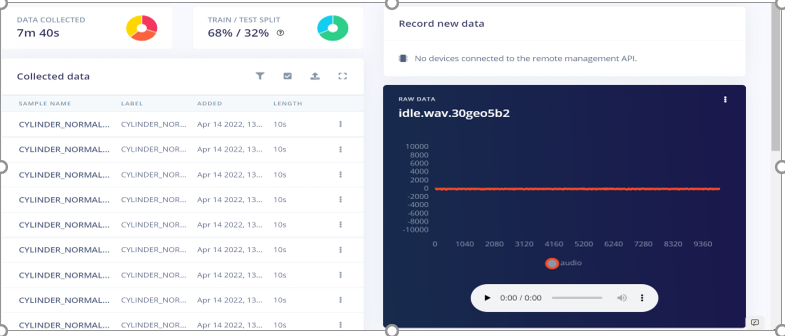 DATA COLLECTED
7m 40s
TRAIN / TEST SPLIT
68% / 32%
Collected data
SAMPLE NAME LABEL ADDED LENGTH
CYLINDER_NORMAL... CYLINDER_NOR... Apr 14 2022, 13... 10s
CYLINDER_NORMAL... CYLINDER_NOR... Apr 14 2022, 13... 10s
CYLINDER_NORMAL... CYLINDER_NOR... Apr 14 2022, 13... 10s
CYLINDER_NORMAL... CYLINDER_NOR... Apr 14 2022, 13... 10s
CYLINDER_NORMAL... CYLINDER_NOR... Apr 14 2022, 13... 10s
CYLINDER_NORMAL... CYLINDER_NOR... Apr 14 2022, 13... 10s
CYLINDER_NORMAL... CYLINDER_NOR... Apr 14 2022, 13... 10s
CYLINDER_NORMAL... CYLINDER_NOR... Apr 14 2022, 13... 10s
CYLINDER_NORMAL... CYLINDER_NOR... Apr 14 2022, 13... 10s
Record new data
No devices connected to the remote management API.
RAW DATA
idle.wav.30geo5b2
10000
8000
6000
4000
2000
0
-2000
-4000
-6000
-8000
-10000
0 1040 2080 3120 4160 5200 6240 7280 8320 9360
audio
0:00 / 0:00